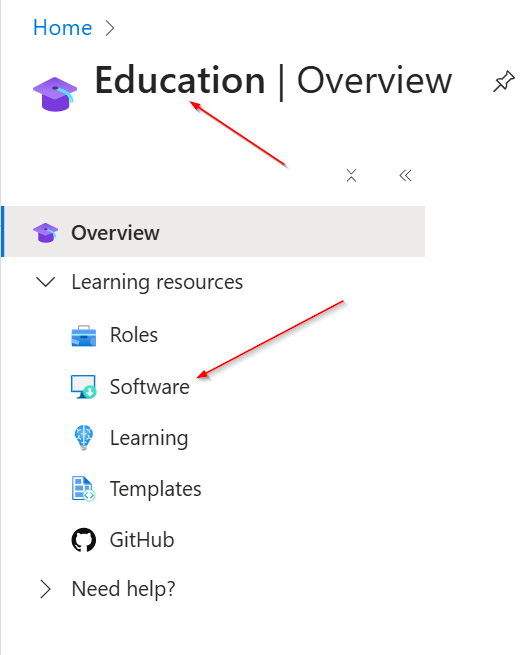 Home
Education | Overview
Overview
Learning resources
Roles
Software
Learning
Templates
GitHub
Need help?